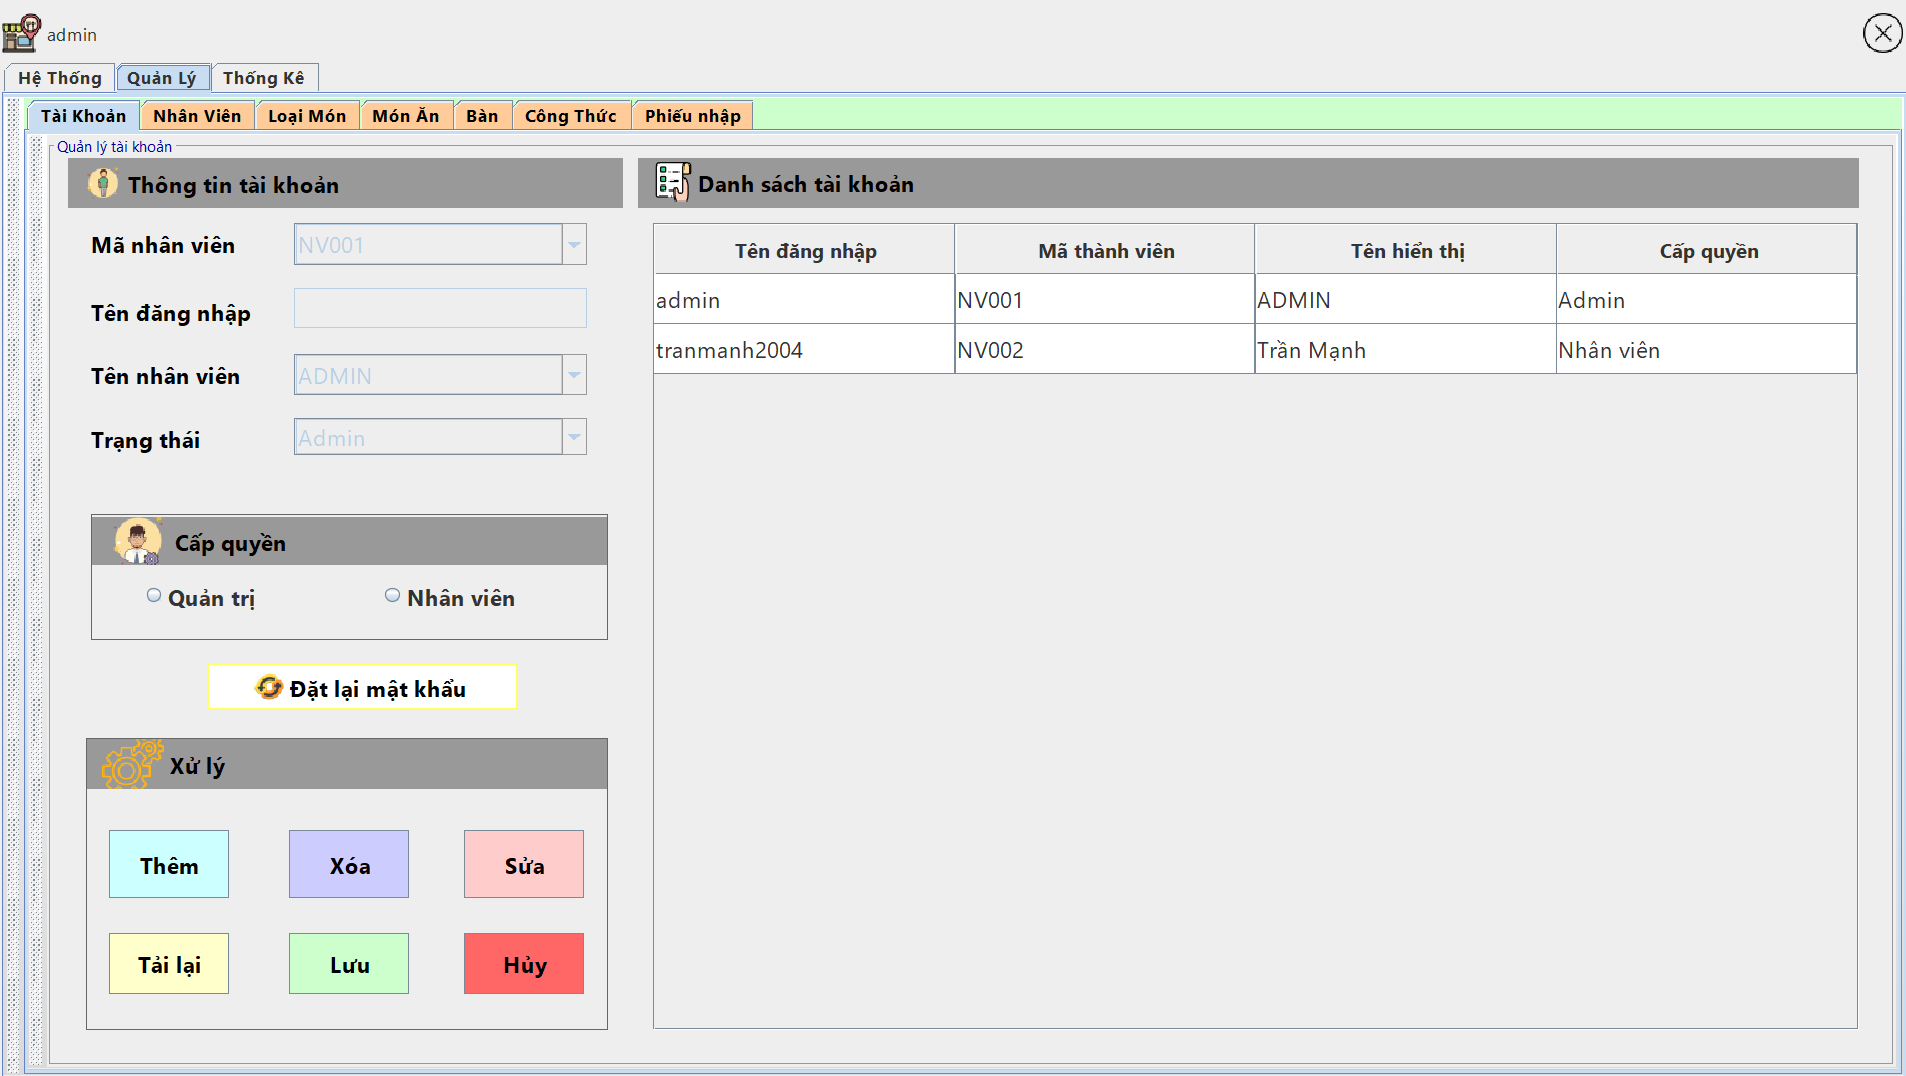 admin
Hệ Thống Quản Lý Thống Kê
Tài Khoản Nhân Viên Loại Món Món Ăn Bàn Công Thức Phiếu nhập
Quản lý tài khoản
Thông tin tài khoản
Mã nhân viên NV001
Tên đăng nhập
Tên nhân viên ADMIN
Trạng thái Admin
Cấp quyền
Quản trị Nhân viên
Đặt lại mật khẩu
Xử lý
Thêm Xóa Sửa
Tải lại Lưu Hủy
Danh sách tài khoản
Tên đăng nhập Mã thành viên Tên hiển thị Cấp quyền
admin NV001 ADMIN Admin
tranmanh2004 NV002 Trần Mạnh Nhân viên